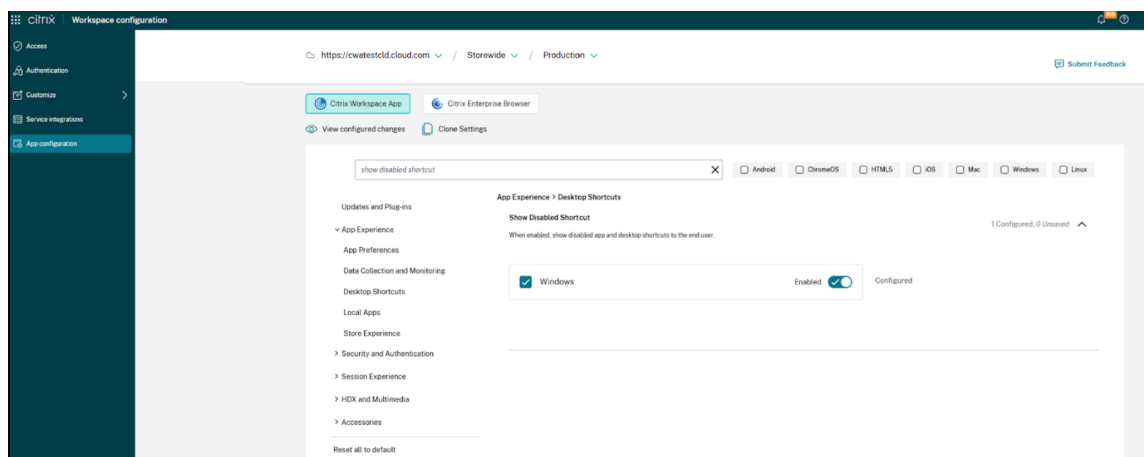 citrix | Workspace configuration
Access
Authentication
Customize
Service integrations
App configuration
https://cwatestcld.cloud.com / Storewide / Production
Submit Feedback
Citrix Workspace App
Citrix Enterprise Browser
View configured changes
Clone Settings
show disabled shortcut
Android
ChromeOS
HTML5
iOS
Mac
Windows
Linux
Updates and Plug-ins
App Experience
App Preferences
Data Collection and Monitoring
Desktop Shortcuts
Local Apps
Store Experience
Security and Authentication
Session Experience
HDX and Multimedia
Accessories
Reset all to default
App Experience > Desktop Shortcuts
Show Disabled Shortcut
When enabled, show disabled app and desktop shortcuts to the end user.
1 Configured, 0 Unsaved
Windows
Enabled
Configured